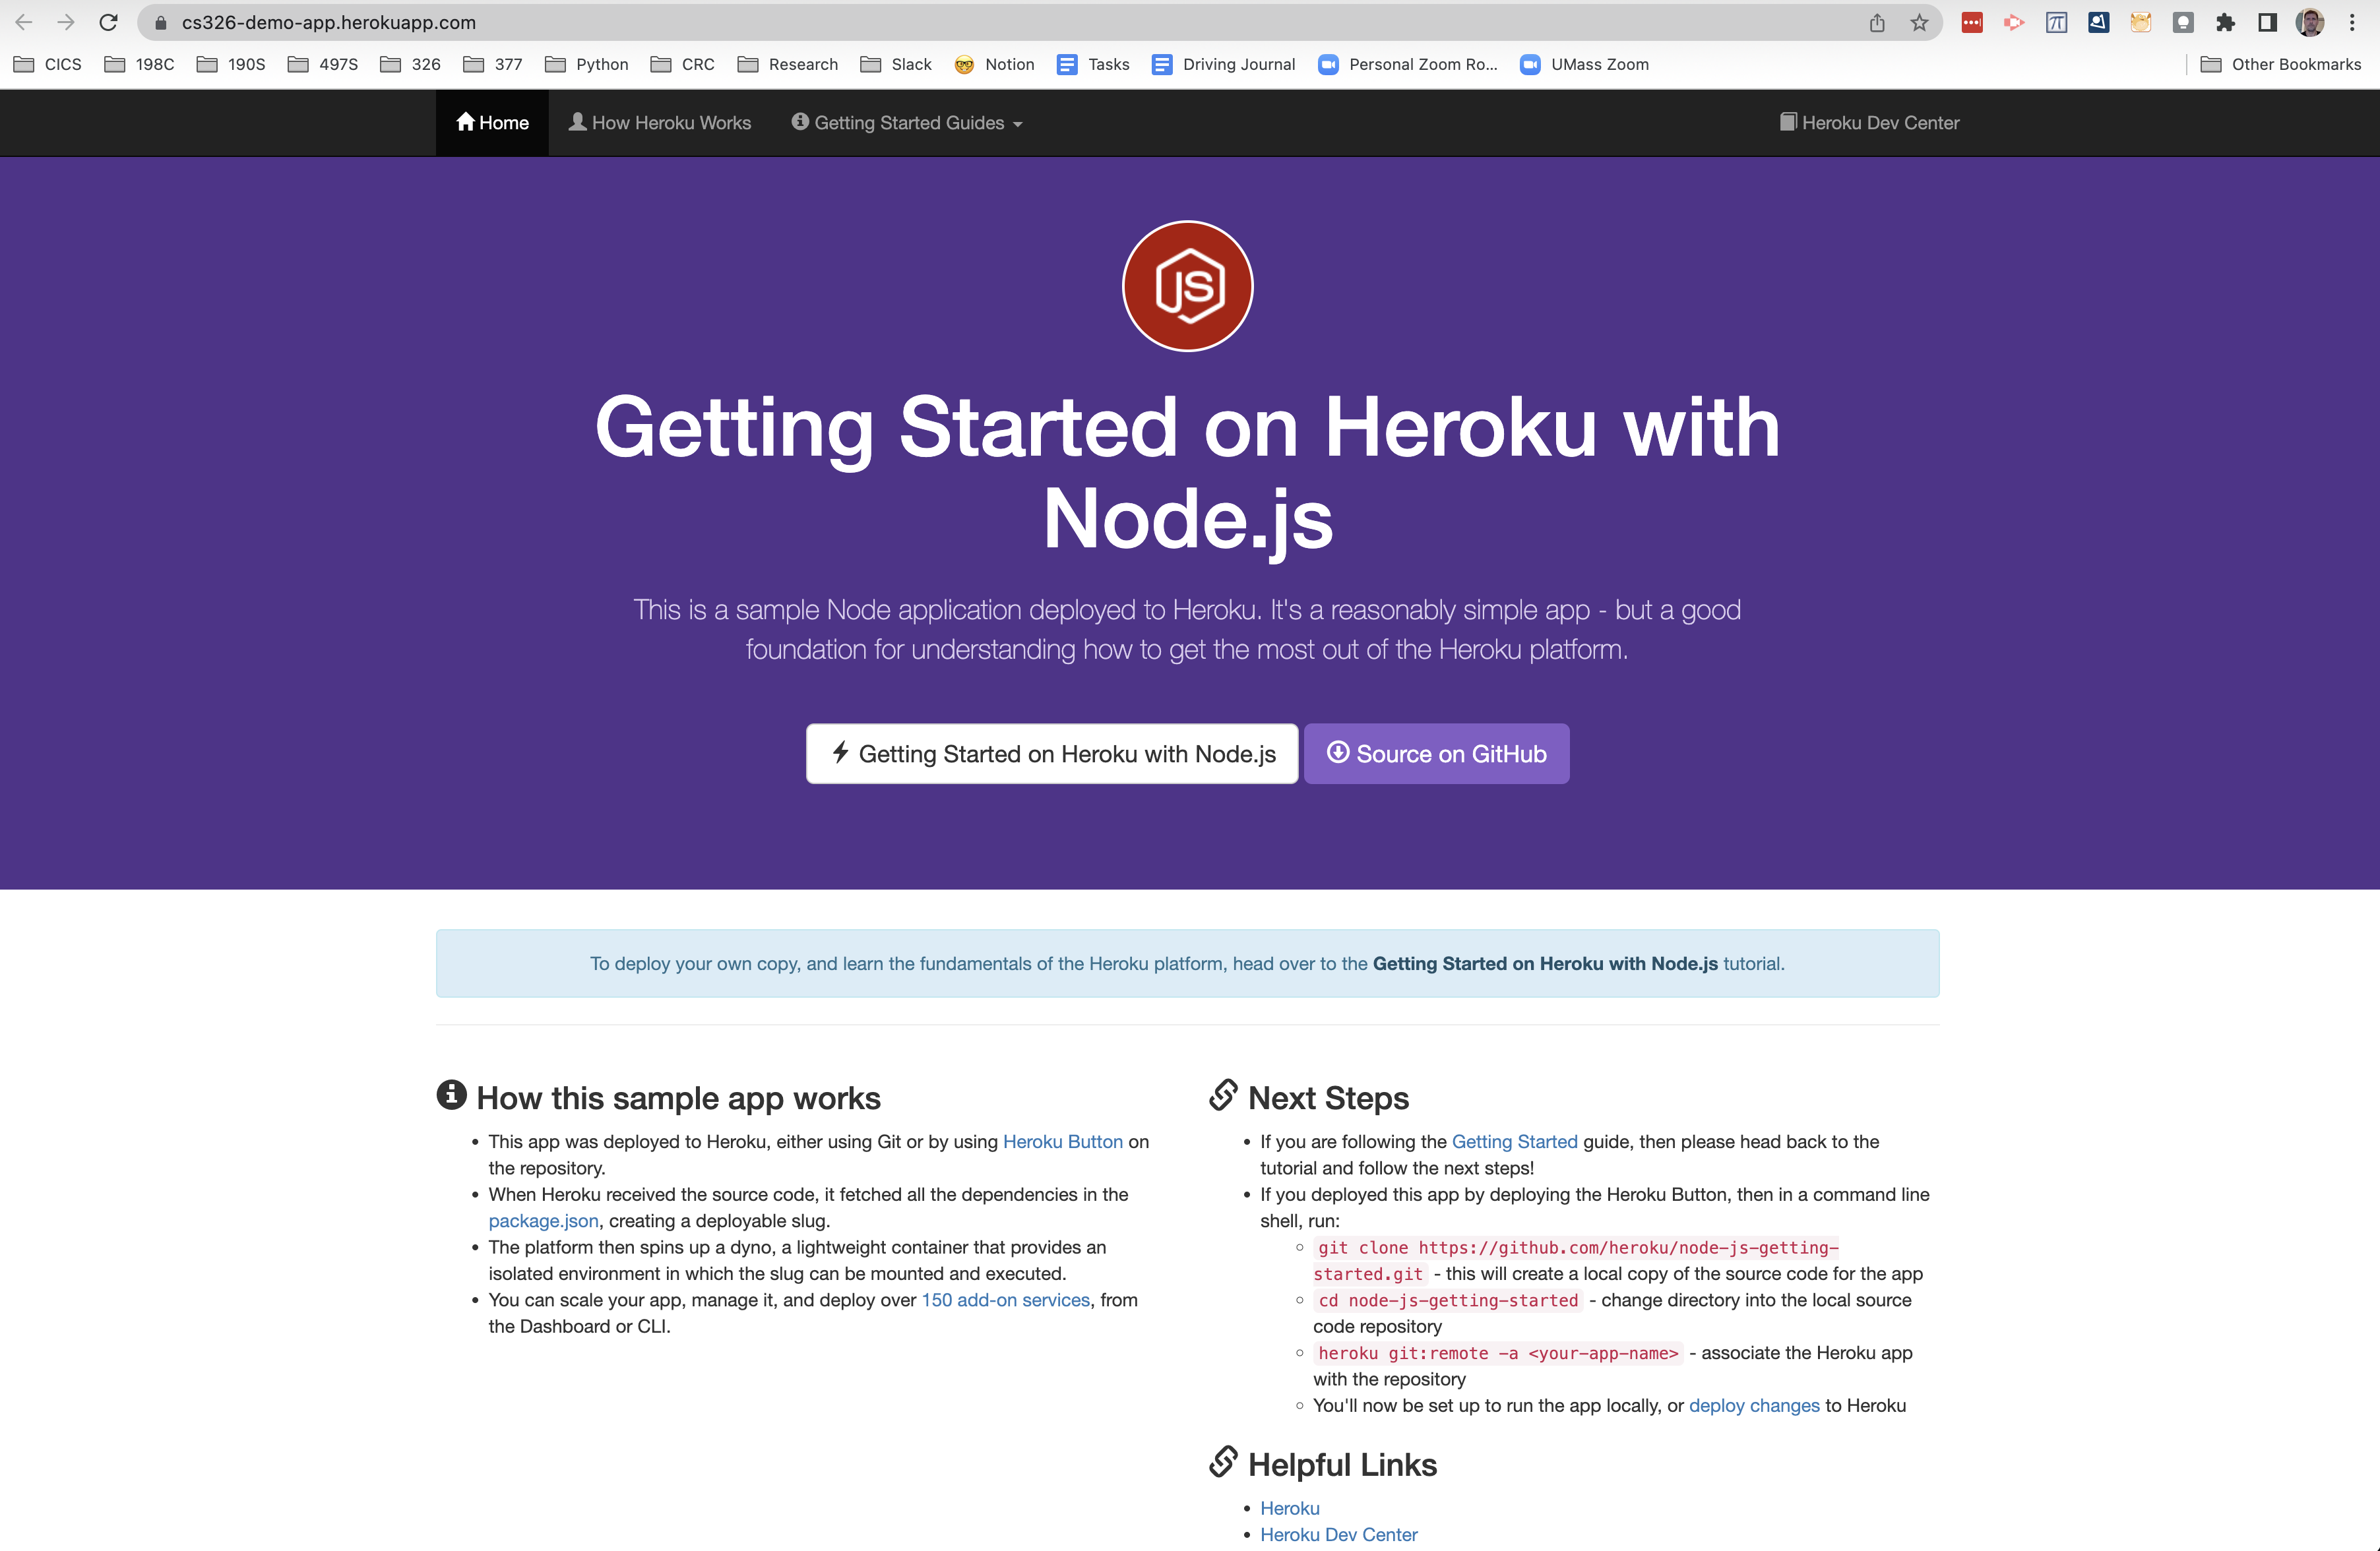 cs326-demo-app.herokuapp.com
CICS 198C 190S 497S 326 377 Python CRC Research Slack Notion Tasks Driving Journal Personal Zoom Ro... UMass Zoom Other Bookmarks
Home How Heroku Works Getting Started Guides Heroku Dev Center
JS
Getting Started on Heroku with
Node.js
This is a sample Node application deployed to Heroku. It's a reasonably simple app - but a good
foundation for understanding how to get the most out of the Heroku platform.
Getting Started on Heroku with Node.js Source on GitHub
To deploy your own copy, and learn the fundamentals of the Heroku platform, head over to the Getting Started on Heroku with Node.js tutorial.
How this sample app works
• This app was deployed to Heroku, either using Git or by using Heroku Button on
the repository.
• When Heroku received the source code, it fetched all the dependencies in the
package.json, creating a deployable slug.
• The platform then spins up a dyno, a lightweight container that provides an
isolated environment in which the slug can be mounted and executed.
• You can scale your app, manage it, and deploy over 150 add-on services, from
the Dashboard or CLI.
Next Steps
• If you are following the Getting Started guide, then please head back to the
tutorial and follow the next steps!
• If you deployed this app by deploying the Heroku Button, then in a command line
shell, run:
◦ git clone https://github.com/heroku/node-js-getting-
started.git - this will create a local copy of the source code for the app
◦ cd node-js-getting-started - change directory into the local source
code repository
◦ heroku git:remote -a <your-app-name> - associate the Heroku app
with the repository
◦ You'll now be set up to run the app locally, or deploy changes to Heroku
Helpful Links
• Heroku
• Heroku Dev Center